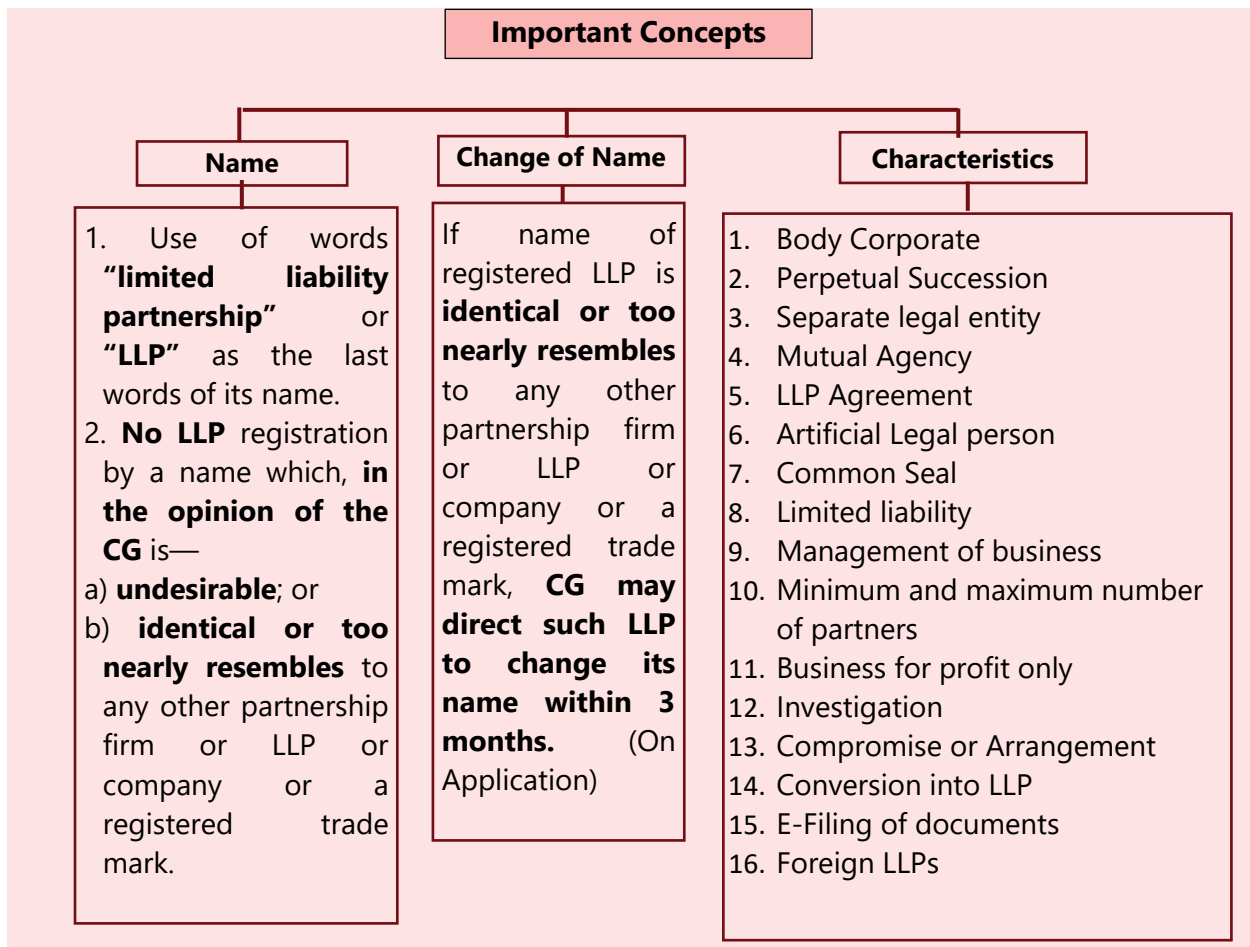 Important Concepts
Name
1. Use of words
“limited liability
partnership” or
“LLP” as the last
words of its name.
2. No LLP registration
by a name which, in
the opinion of the
CG is—
a) undesirable; or
b) identical or too
nearly resembles to
any other partnership
firm or LLP or
company or a
registered trade
mark.
Change of Name
If name of
registered LLP is
identical or too
nearly resembles
to any other
partnership firm
or LLP or
company or a
registered trade
mark, CG may
direct such LLP
to change its
name within 3
months. (On
Application)
Characteristics
1. Body Corporate
2. Perpetual Succession
3. Separate legal entity
4. Mutual Agency
5. LLP Agreement
6. Artificial Legal person
7. Common Seal
8. Limited liability
9. Management of business
10. Minimum and maximum number
of partners
11. Business for profit only
12. Investigation
13. Compromise or Arrangement
14. Conversion into LLP
15. E-Filing of documents
16. Foreign LLPs